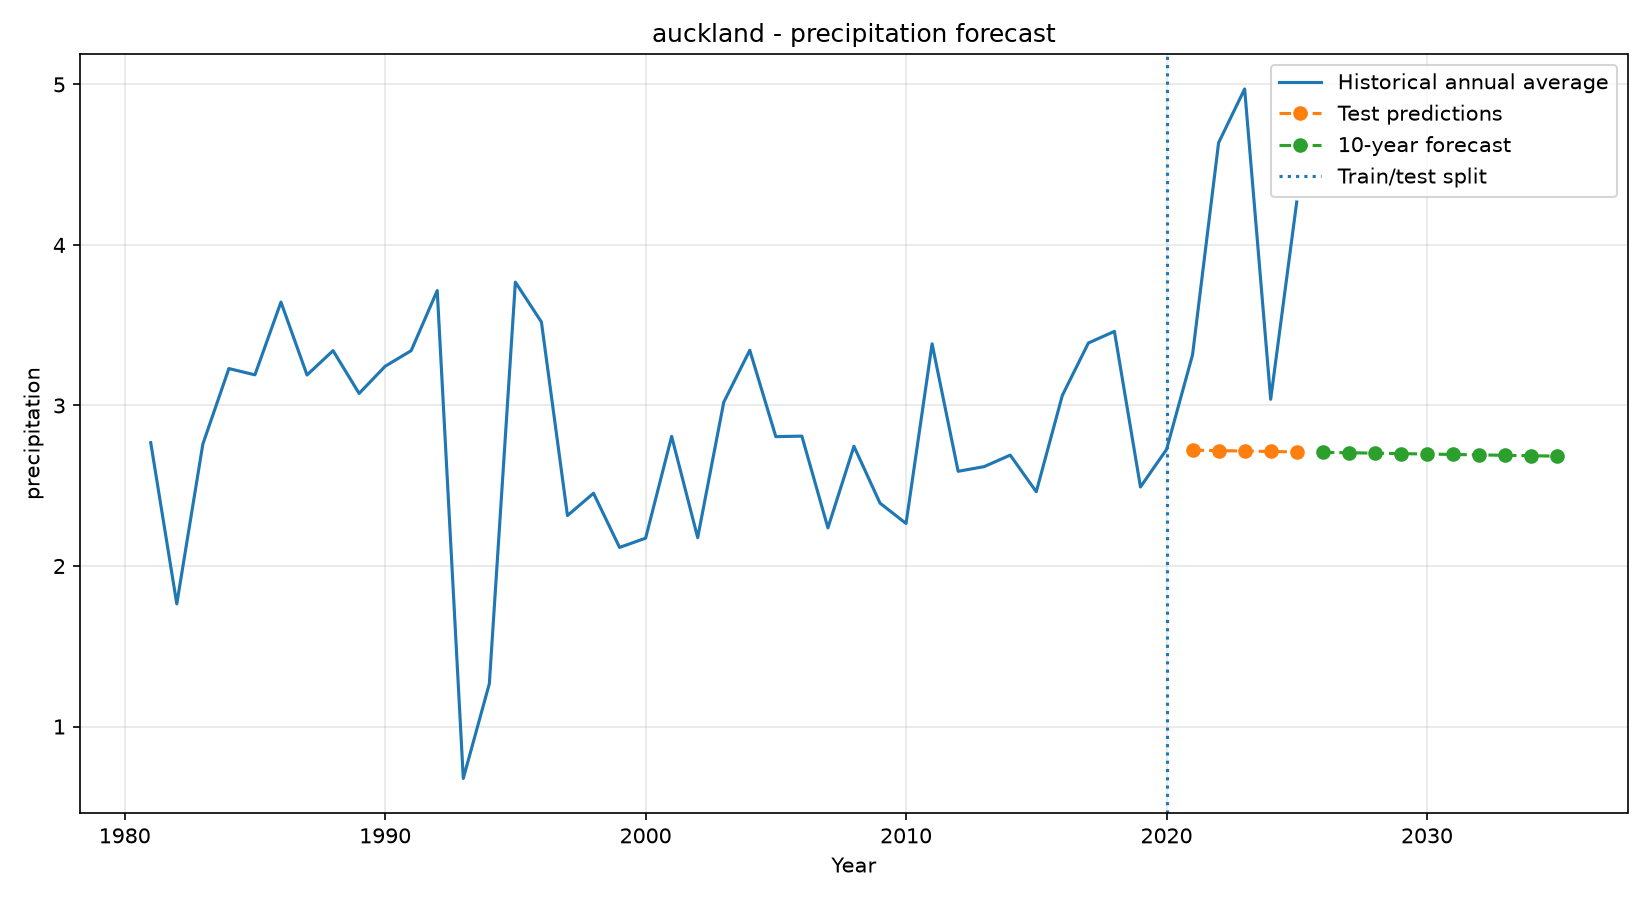 auckland - precipitation forecast
Historical annual average
Test predictions
10-year forecast
Train/test split
precipitation
5
4
3
2
1
1980
1990
2000
2010
2020
2030
Year